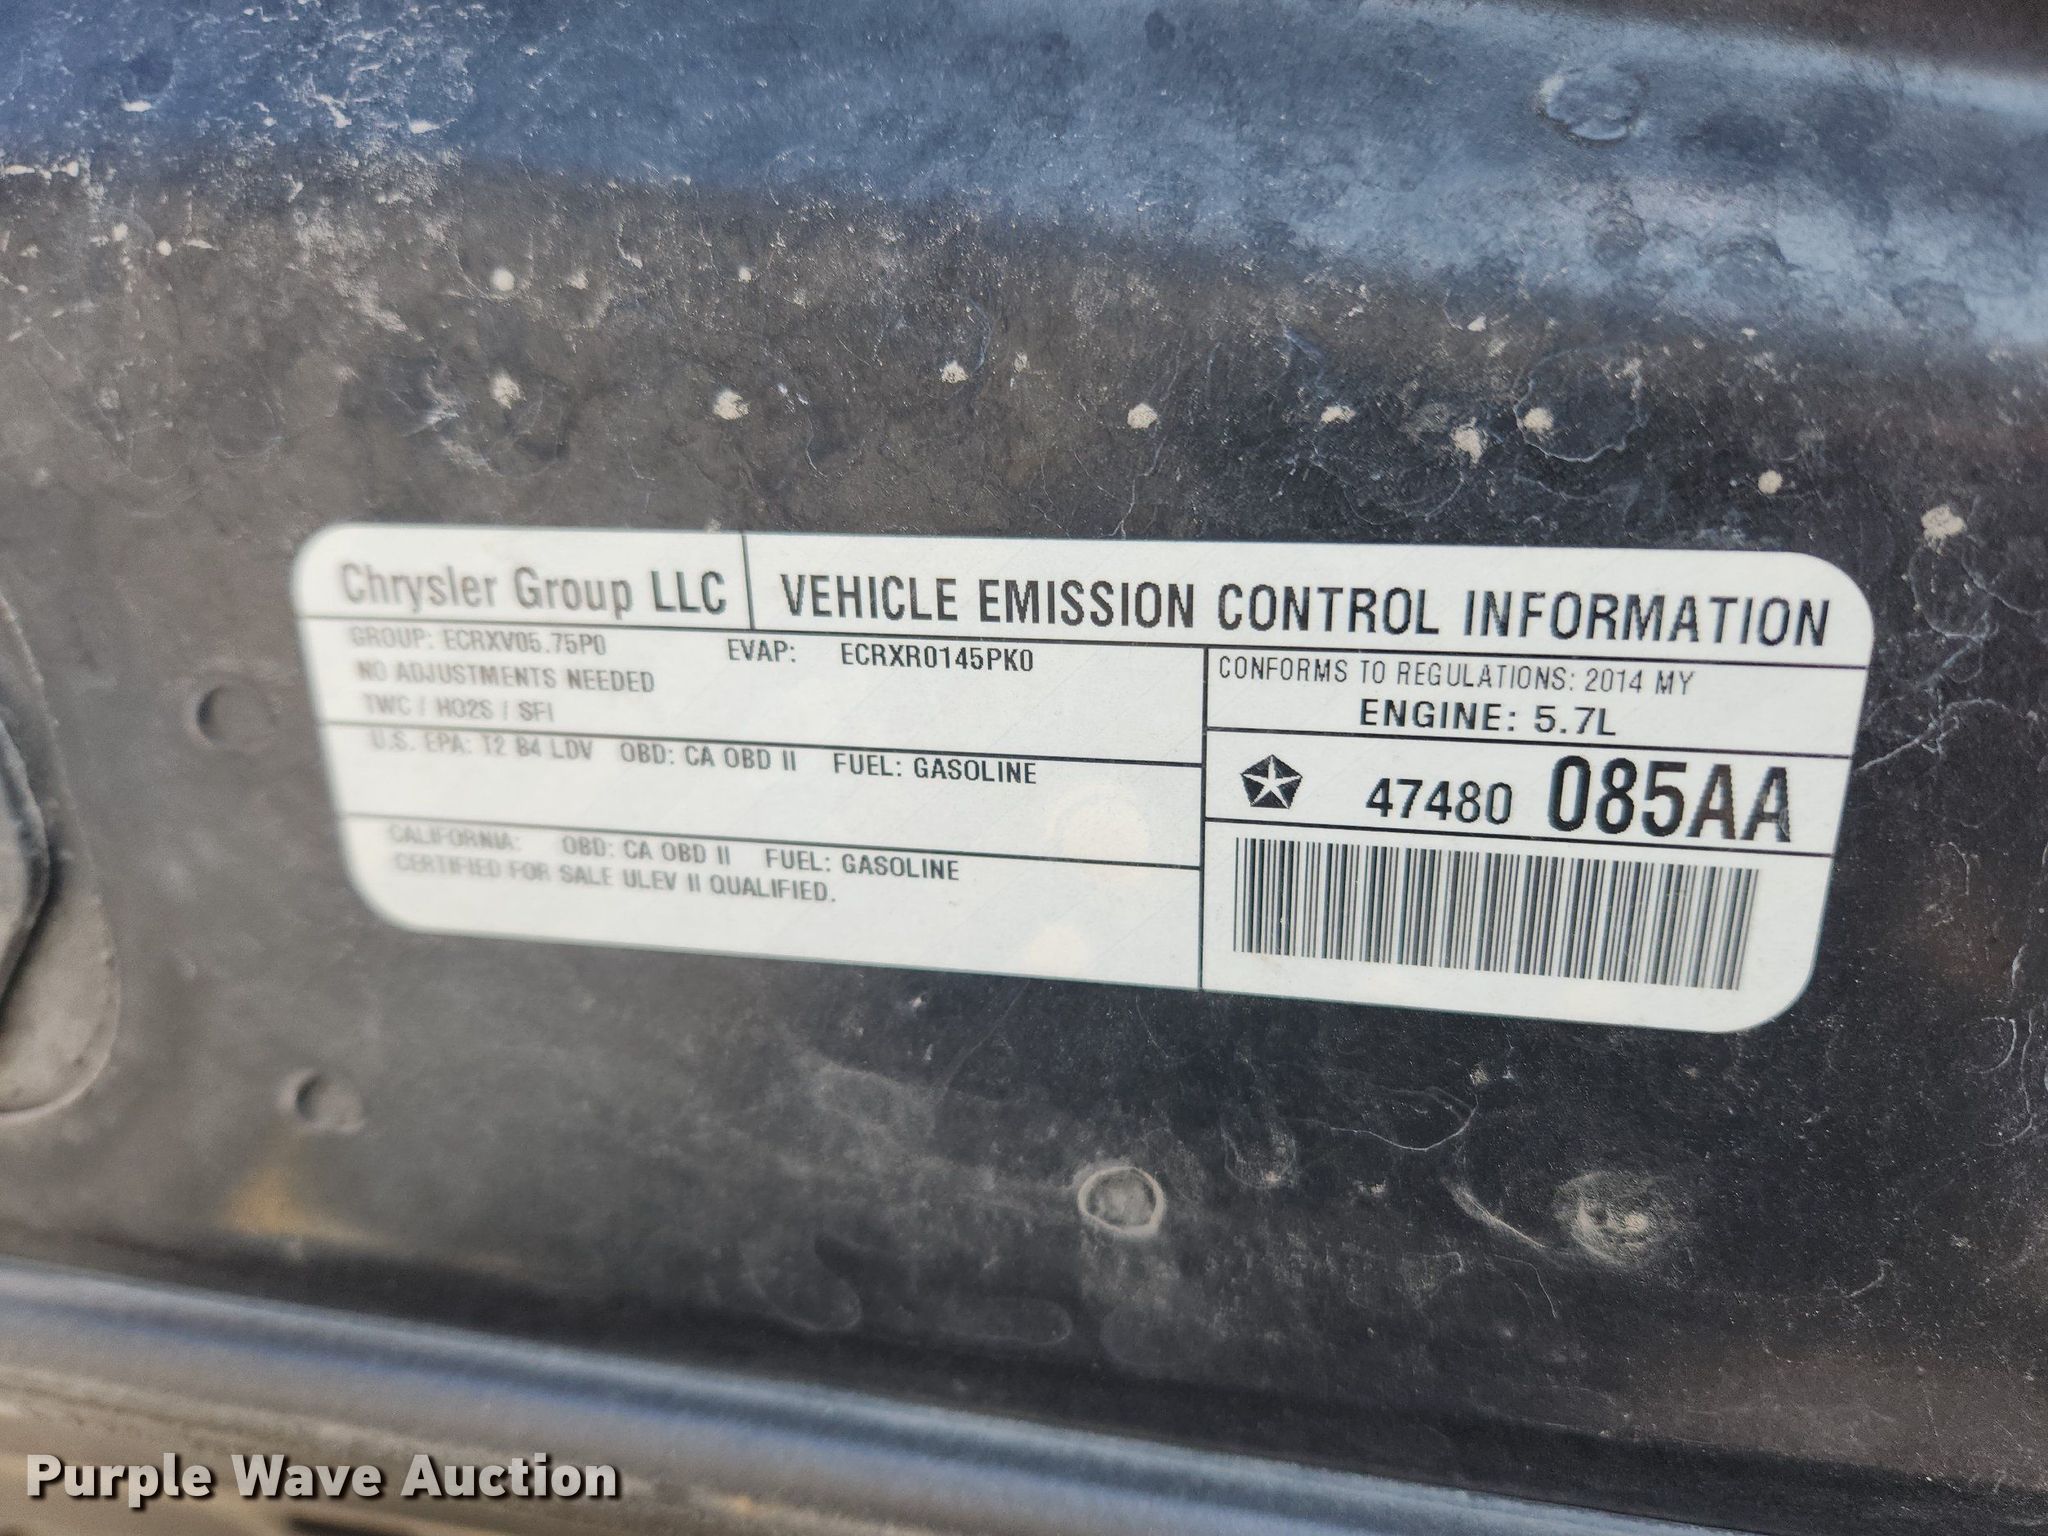 Chrysler Group LLC
VEHICLE EMISSION CONTROL INFORMATION
GROUP: ECRXV05.75P0 EVAP: ECRXR0145PK0
NO ADJUSTMENTS NEEDED
TWC / HO2S / SFI
CONFORMS TO REGULATIONS: 2014 MY
ENGINE: 5.7L
U.S. EPA: T2 B4 LDV OBD: CA OBD II FUEL: GASOLINE
47480 085AA
CALIFORNIA: OBD: CA OBD II FUEL: GASOLINE
CERTIFIED FOR SALE ULEV II QUALIFIED.
Purple Wave Auction